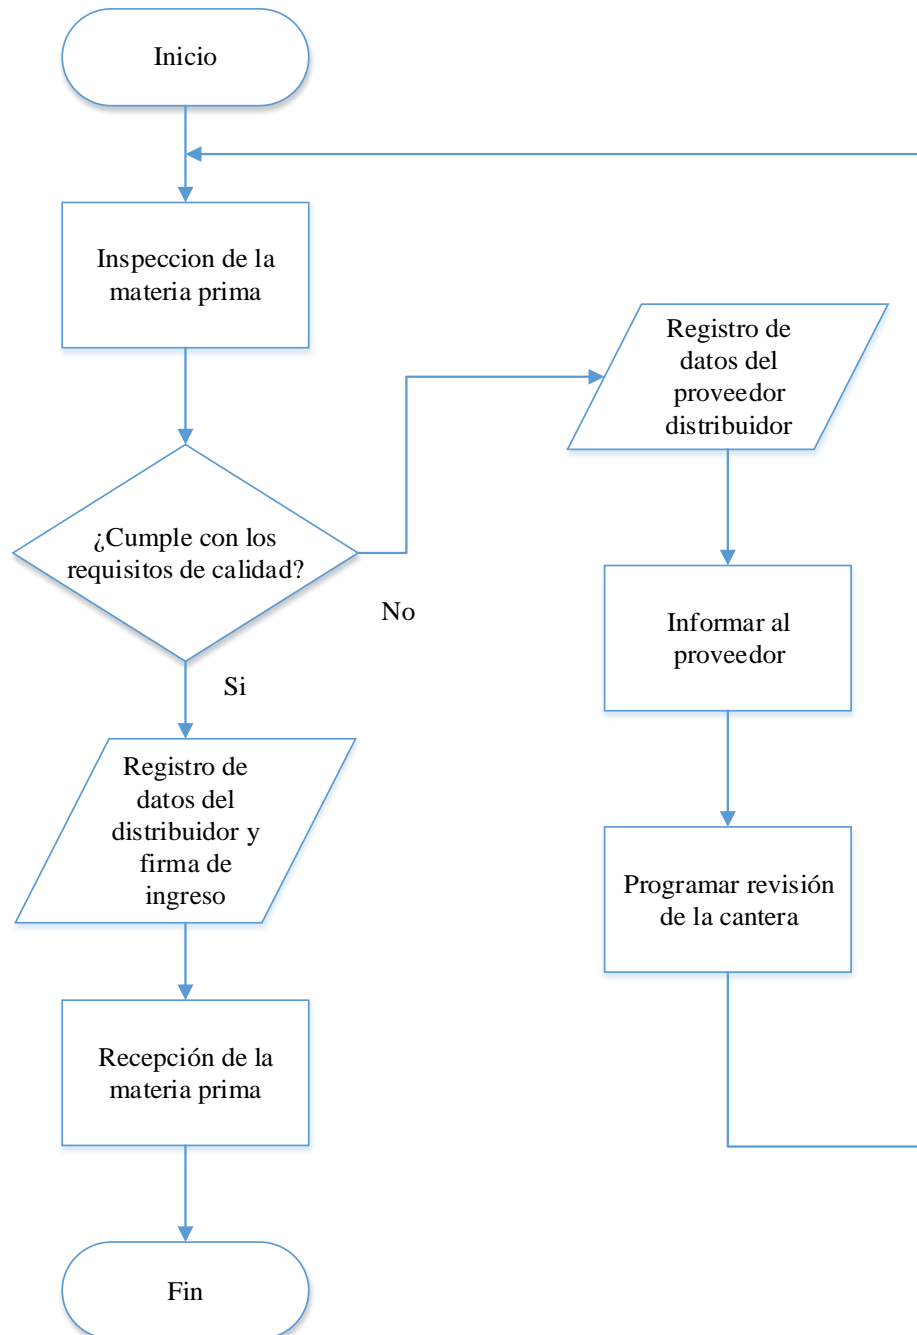 Inicio
Inspeccion de la
materia prima
¿Cumple con los
requisitos de calidad?
No
Si
Registro de
datos del
distribuidor y
firma de
ingreso
Recepción de la
materia prima
Fin
Registro de
datos del
proveedor
distribuidor
Informar al
proveedor
Programar revisión
de la cantera